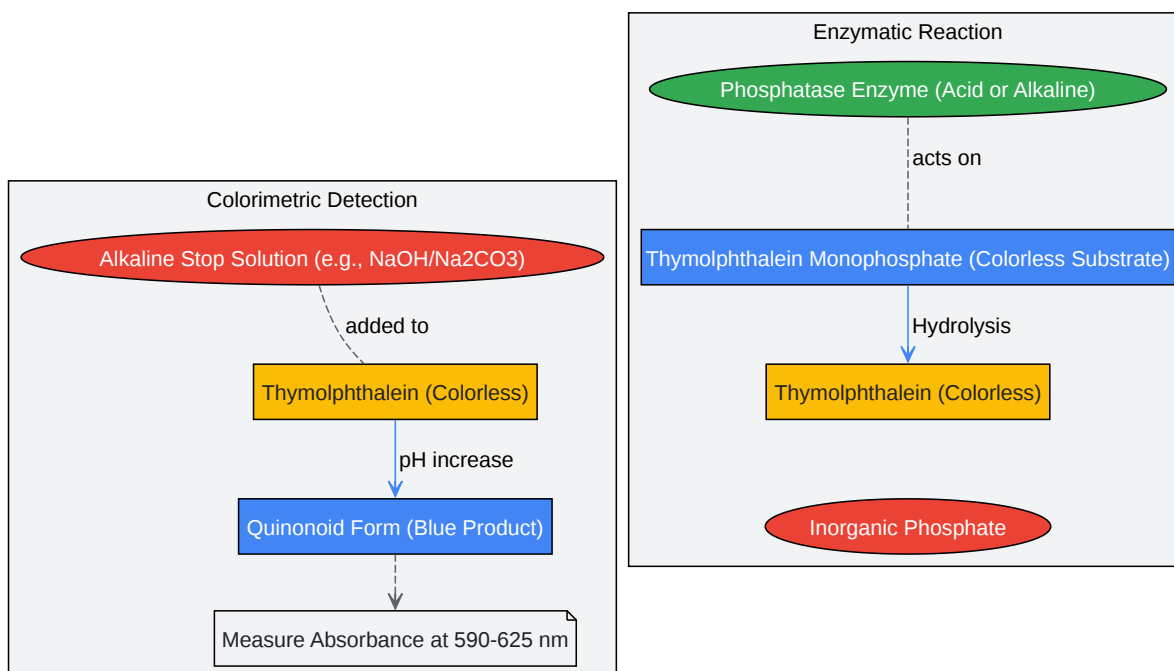 Colorimetric Detection
Alkaline Stop Solution (e.g., NaOH/Na2CO3)
added to
Thymolphthalein (Colorless)
pH increase
Quinonoid Form (Blue Product)
Measure Absorbance at 590-625 nm
Enzymatic Reaction
Phosphatase Enzyme (Acid or Alkaline)
acts on
Thymolphthalein Monophosphate (Colorless Substrate)
Hydrolysis
Thymolphthalein (Colorless)
Inorganic Phosphate